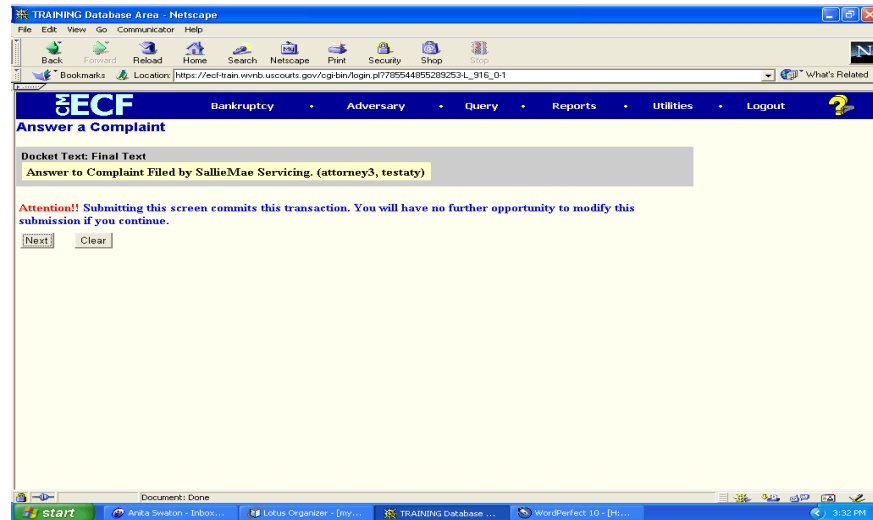 TRAINING Database Area - Netscape
File Edit View Go Communicator Help
Back Forward Reload Home Search Netscape Print Security Shop Stop
Bookmarks Location: https://ecf-train.wvnb.uscourts.gov/cgi-bin/login.pl?785544855289253-L_916_0-1 What's Related
CM ECF Bankruptcy • Adversary • Query • Reports • Utilities • Logout ?
Answer a Complaint
Docket Text: Final Text
Answer to Complaint Filed by SallieMae Servicing. (attorney3, testaty)
Attention!! Submitting this screen commits this transaction. You will have no further opportunity to modify this
submission if you continue.
Next Clear
Document: Done
start Anita Swaton - Inbox... Lotus Organizer - [my... TRAINING Database ... WordPerfect 10 - [H:... 3:32 PM